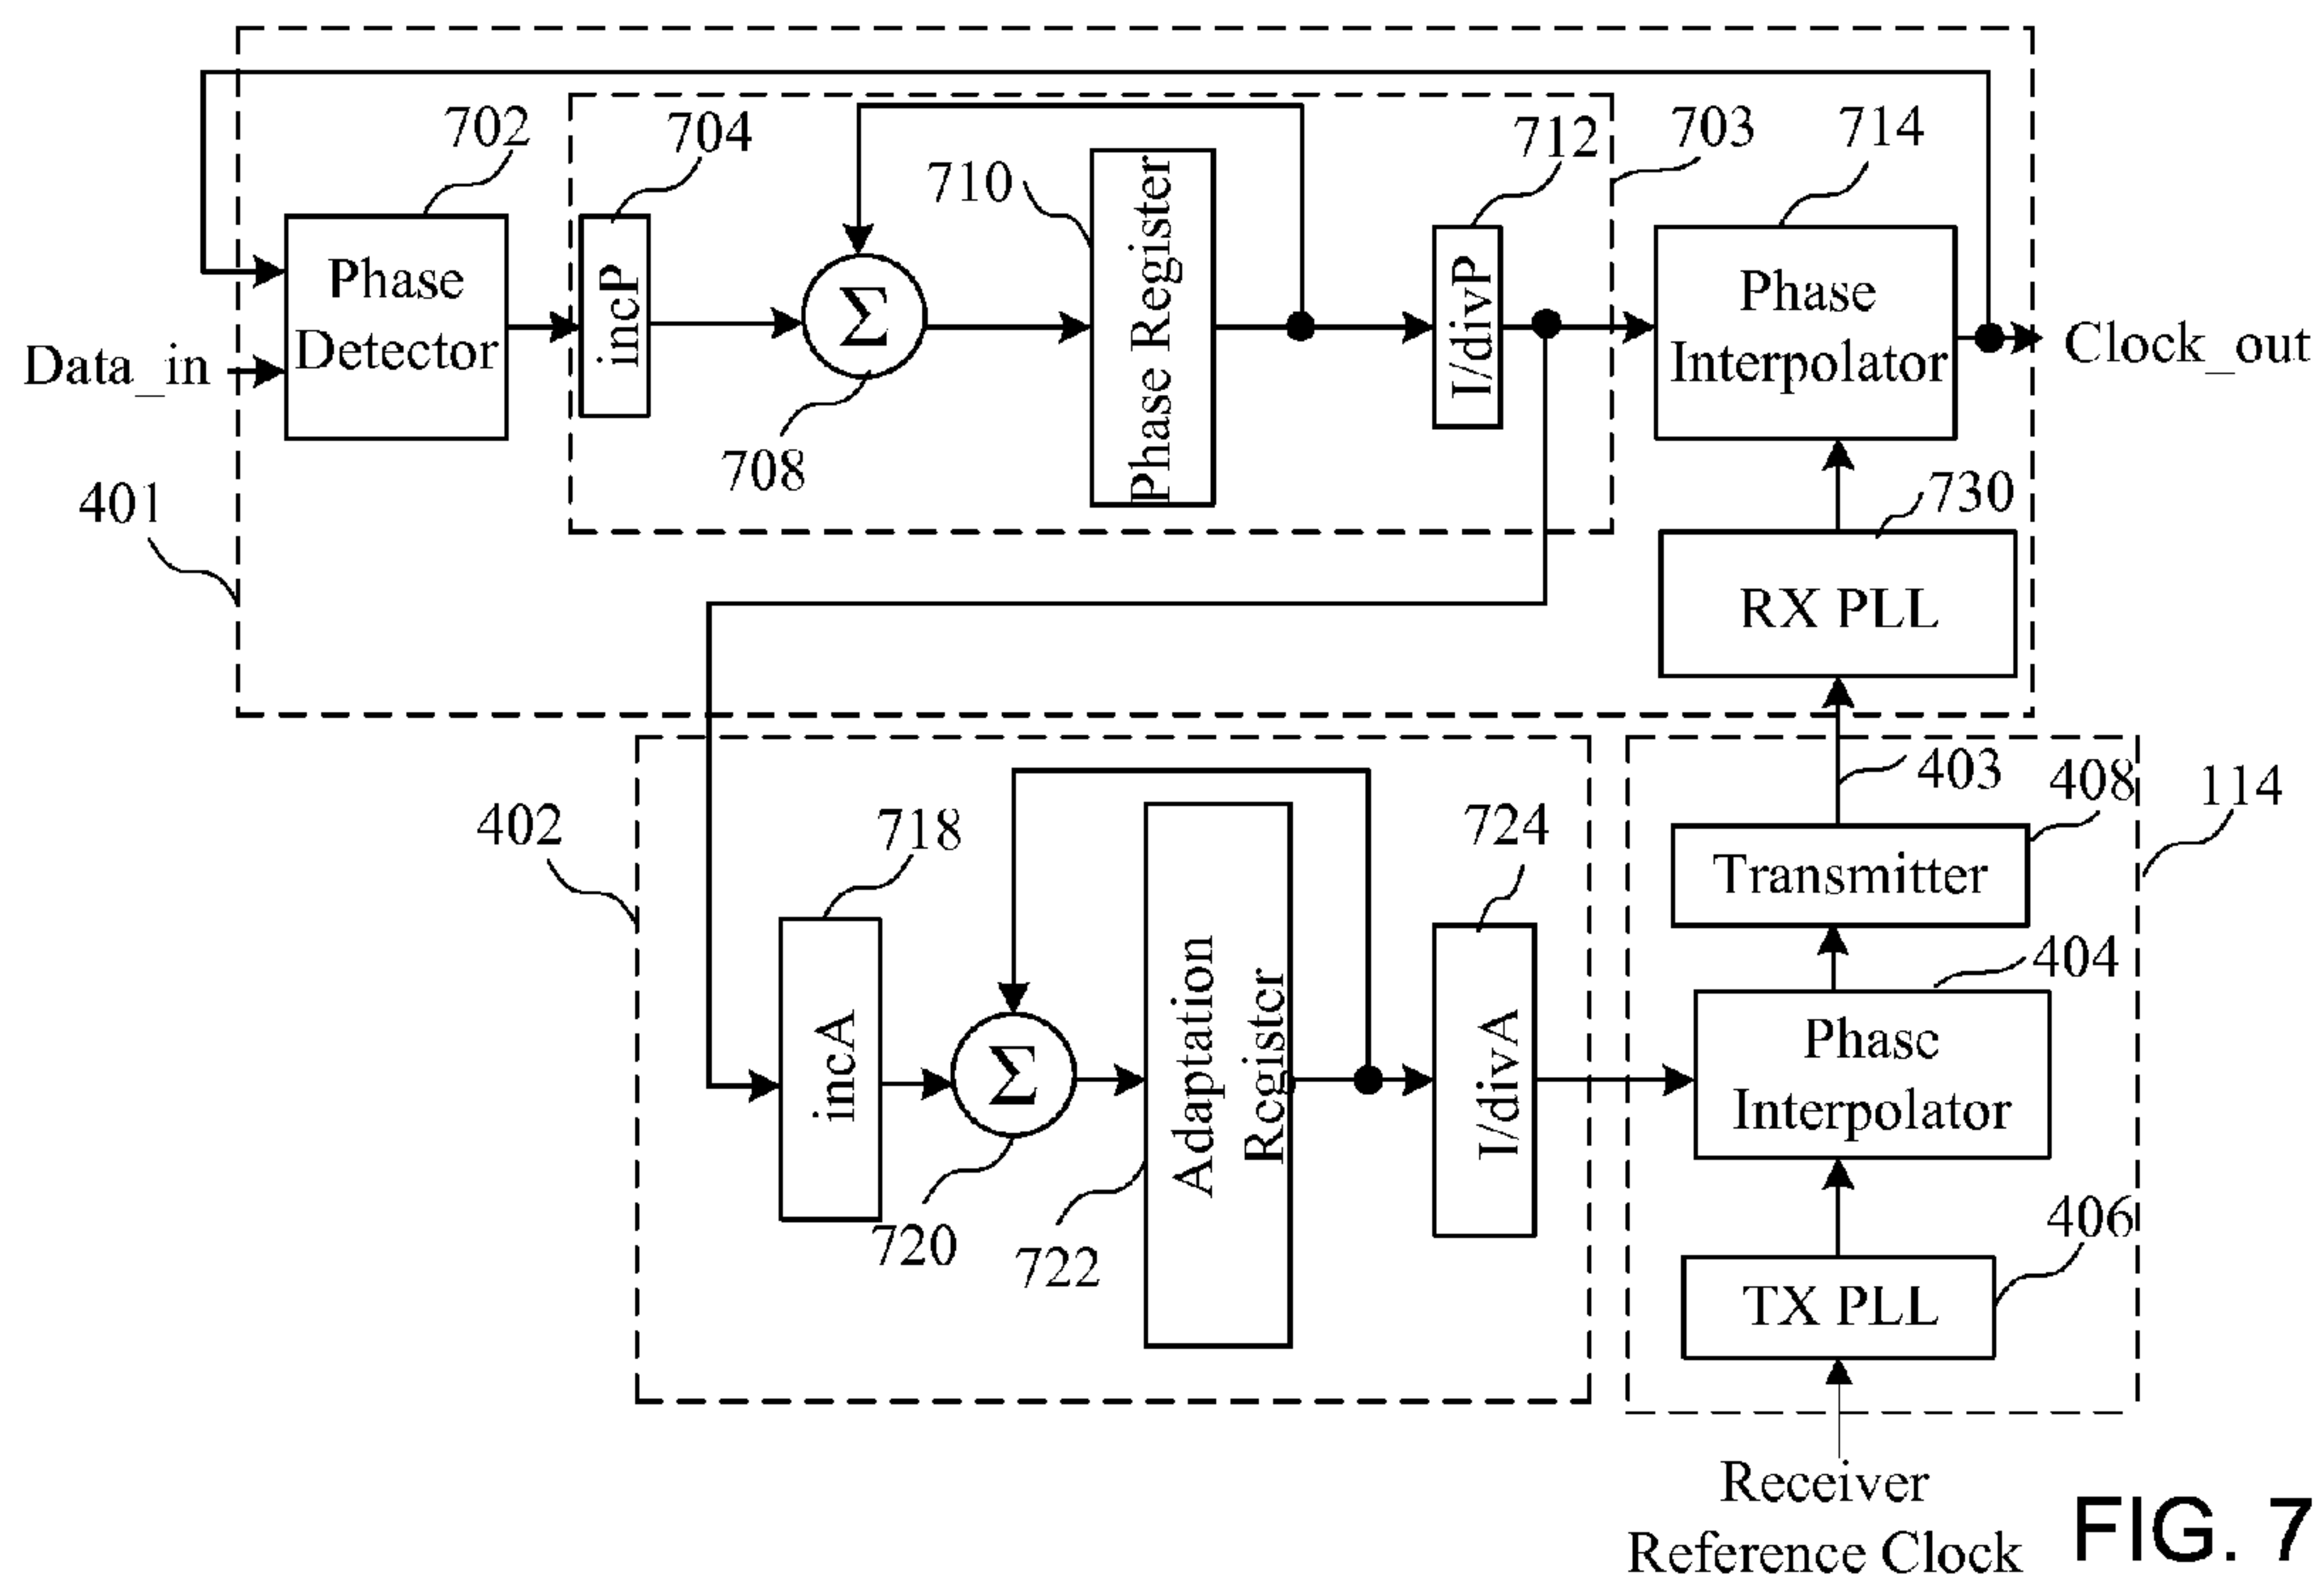 702
704
710
712
703
714
Phase
Detector
incP
Σ
Phase Register
I/divP
Phase
Interpolator
Data_in
Clock_out
708
401
730
RX PLL
403
408
114
402
718
724
Transmitter
404
incA
Σ
Adaptation
Register
I/divA
Phase
Interpolator
720
722
406
TX PLL
Receiver
Reference Clock
FIG. 7